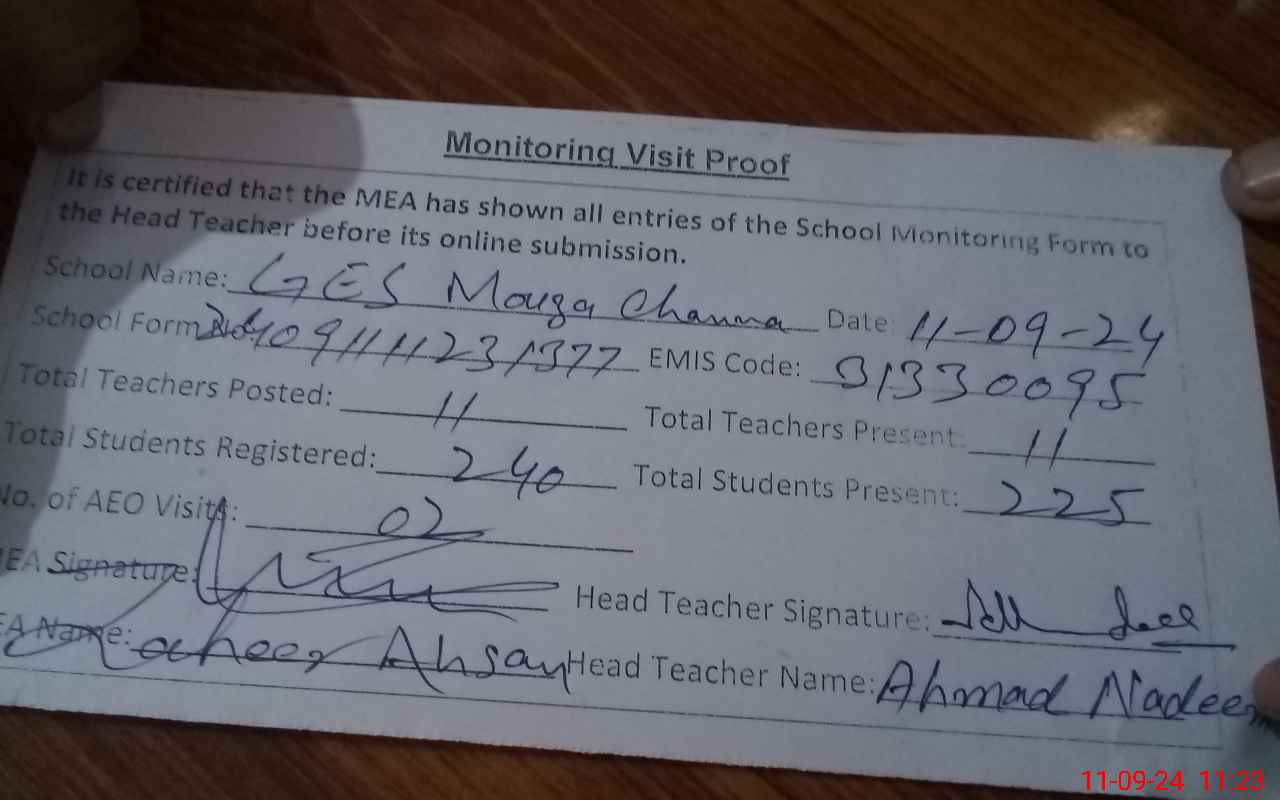 Monitoring Visit Proof
It is certified that the MEA has shown all entries of the School Monitoring Form to
the Head Teacher before its online submission.
School Name: GES Mouza Channa Date: 11-09-24
School Form EMIS Code: 31330095
Total Teachers Posted: 11 Total Teachers Present: 11
Total Students Registered: 240 Total Students Present: 225
No. of AEO Visits: 02
EA Signature: Head Teacher Signature:
EA Name: Ahsan Head Teacher Name: Ahmad Nadeem
11-09-24 11:23